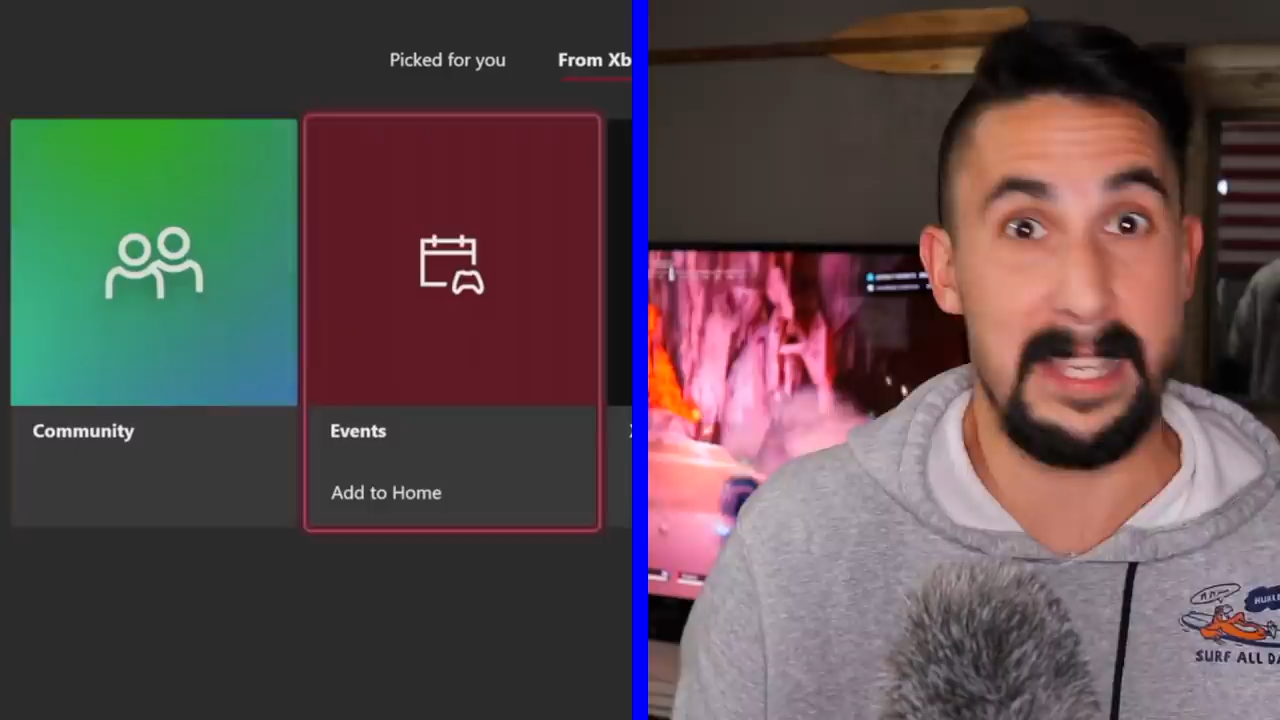 Picked for you
From Xb
Community
Events
Add to Home
SURF ALL DA